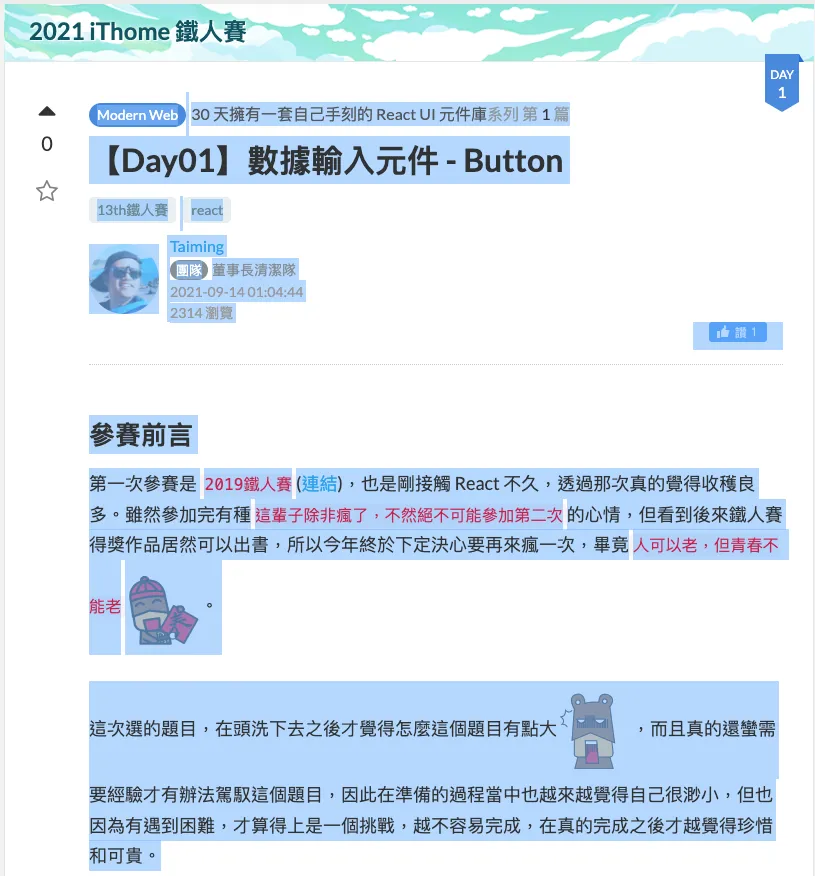 2021 iThome 鐵人賽
DAY
1
0
Modern Web 30 天擁有一套自己手刻的 React UI 元件庫系列 第 1 篇
【Day01】數據輸入元件 - Button
13th鐵人賽 react
Taiming
團隊 董事長清潔隊
2021-09-14 01:04:44
2314 瀏覽
讚 1
參賽前言
第一次參賽是 2019鐵人賽 (連結)，也是剛接觸 React 不久，透過那次真的覺得收穫良
多。雖然參加完有種 這輩子除非瘋了，不然絕不可能參加第二次 的心情，但看到後來鐵人賽
得獎作品居然可以出書，所以今年終於下定決心要再來瘋一次，畢竟 人可以老，但青春不
能老 。
這次選的題目，在頭洗下去之後才覺得怎麼這個題目有點大 ，而且真的還蠻需
要經驗才有辦法駕馭這個題目，因此在準備的過程當中也越來越覺得自己很渺小，但也
因為有遇到困難，才算得上是一個挑戰，越不容易完成，在真的完成之後才越覺得珍惜
和可貴。